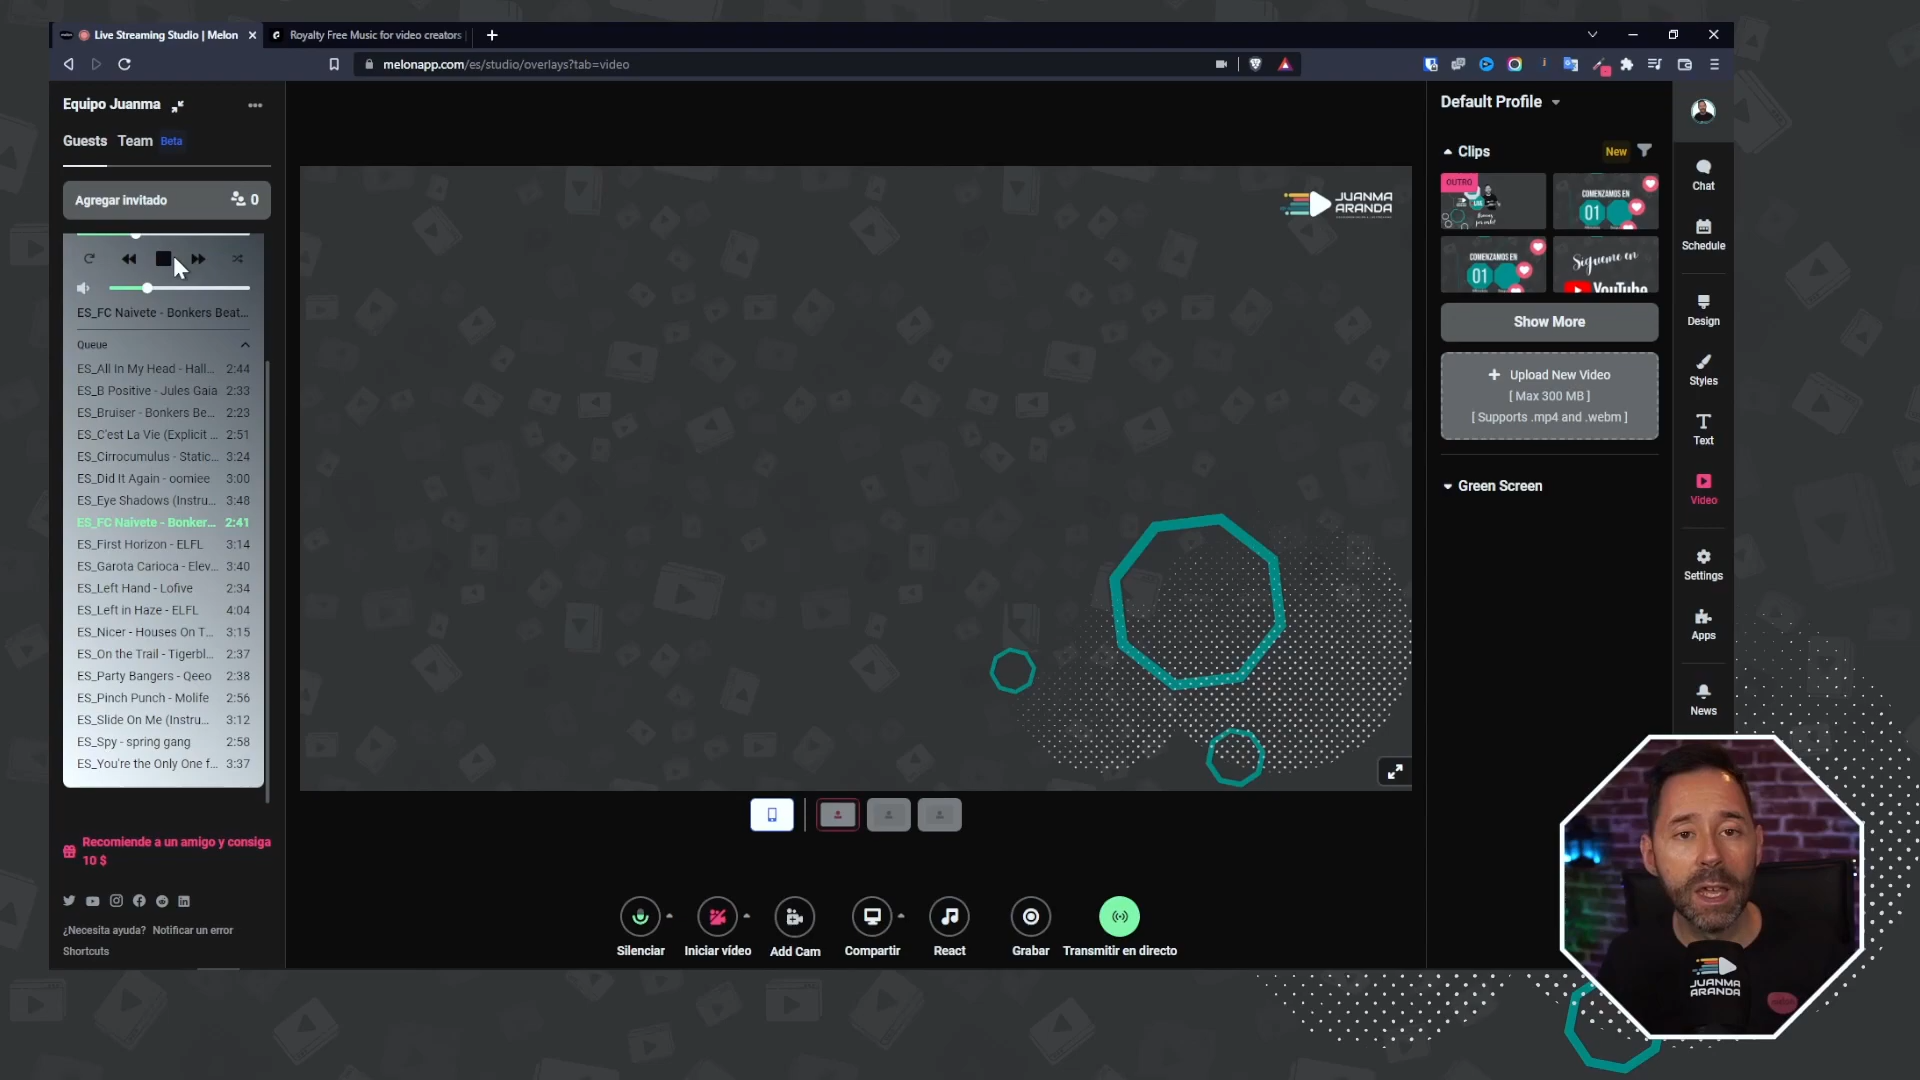 Live Streaming Studio | Melon
Royalty Free Music for video creators
melonapp.com/es/studio/overlays?tab=video
Equipo Juanma
Guests
Team
Beta
Agregar invitado
0
ES_FC Naivete - Bonkers Beat...
Queue
ES_All In My Head - Hall... 2:44
ES_B Positive - Jules Gaia 2:33
ES_Bruiser - Bonkers Be... 2:23
ES_C'est La Vie (Explicit ... 2:51
ES_Cirrocumulus - Static... 3:24
ES_Did It Again - oomiee 3:00
ES_Eye Shadows (Instru... 3:48
ES_FC Naivete - Bonker... 2:41
ES_First Horizon - ELFL 3:14
ES_Garota Carioca - Elev... 3:40
ES_Left Hand - Lofive 2:34
ES_Left in Haze - ELFL 4:04
ES_Nicer - Houses On T... 3:15
ES_On the Trail - Tigerbl... 2:37
ES_Party Bangers - Qeeo 2:38
ES_Pinch Punch - Molife 2:56
ES_Slide On Me (Instru... 3:12
ES_Spy - spring gang 2:58
ES_You're the Only One f... 3:37
Recomiende a un amigo y consiga
10 $
¿Necesita ayuda? Notificar un error
Shortcuts
JUANMA
ARANDA
Silenciar
Iniciar vídeo
Add Cam
Compartir
React
Grabar
Transmitir en directo
Default Profile
Clips
New
OUTRO
LIVE
COMENZAMOS EN
01
COMENZAMOS EN
01
Sígueme en
YouTube
Show More
+ Upload New Video
[ Max 300 MB ]
[ Supports .mp4 and .webm ]
Green Screen
Chat
Schedule
Design
Styles
Text
Video
Settings
Apps
News
JUANMA
ARANDA